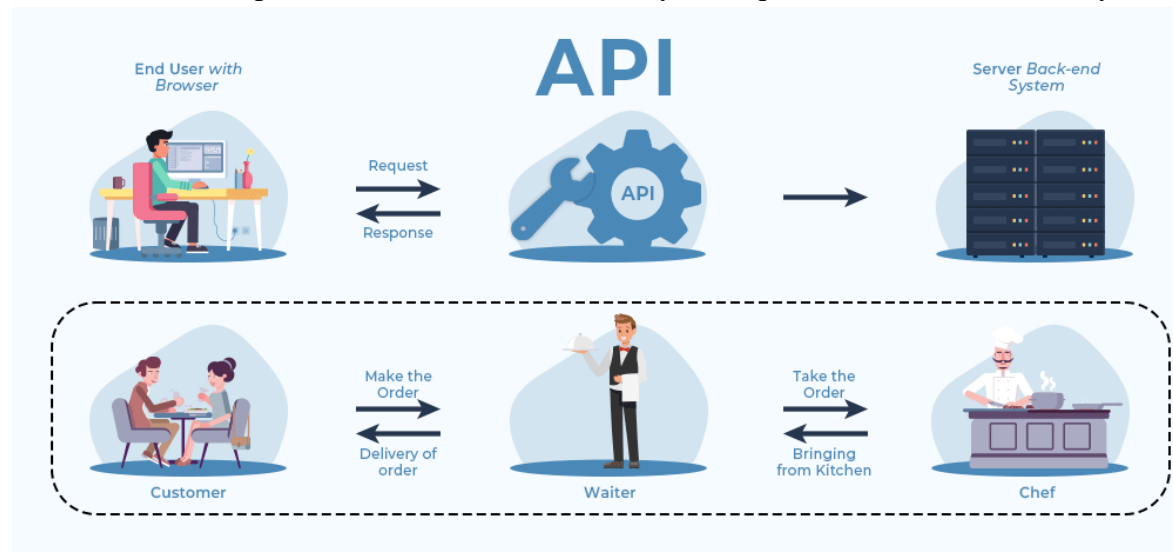 API
End User with
Browser
Server Back-end
System
Request
API
Response
Make the
Order
Take the
Order
Delivery of
order
Bringing
from Kitchen
Customer
Waiter
Chef